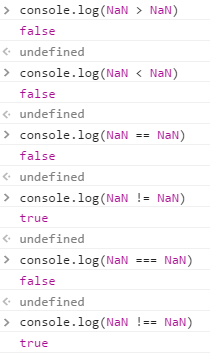 > console.log(NaN > NaN)
false
<· undefined
> console.log(NaN < NaN)
false
<· undefined
> console.log(NaN == NaN)
false
<· undefined
> console.log(NaN != NaN)
true
<· undefined
> console.log(NaN === NaN)
false
<· undefined
> console.log(NaN !== NaN)
true